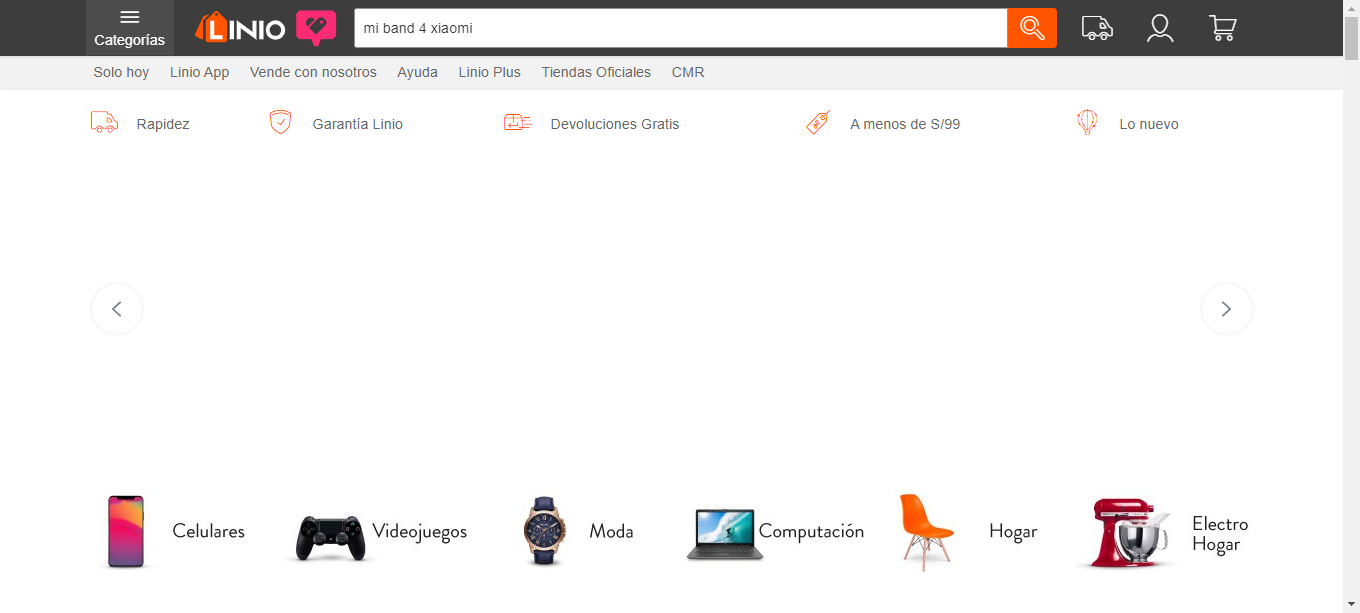 Categorías
LINIO
mi band 4 xiaomi
Solo hoy Linio App Vende con nosotros Ayuda Linio Plus Tiendas Oficiales CMR
Rapidez Garantía Linio Devoluciones Gratis A menos de S/99 Lo nuevo
Celulares Videojuegos Moda Computación Hogar Electro
Hogar